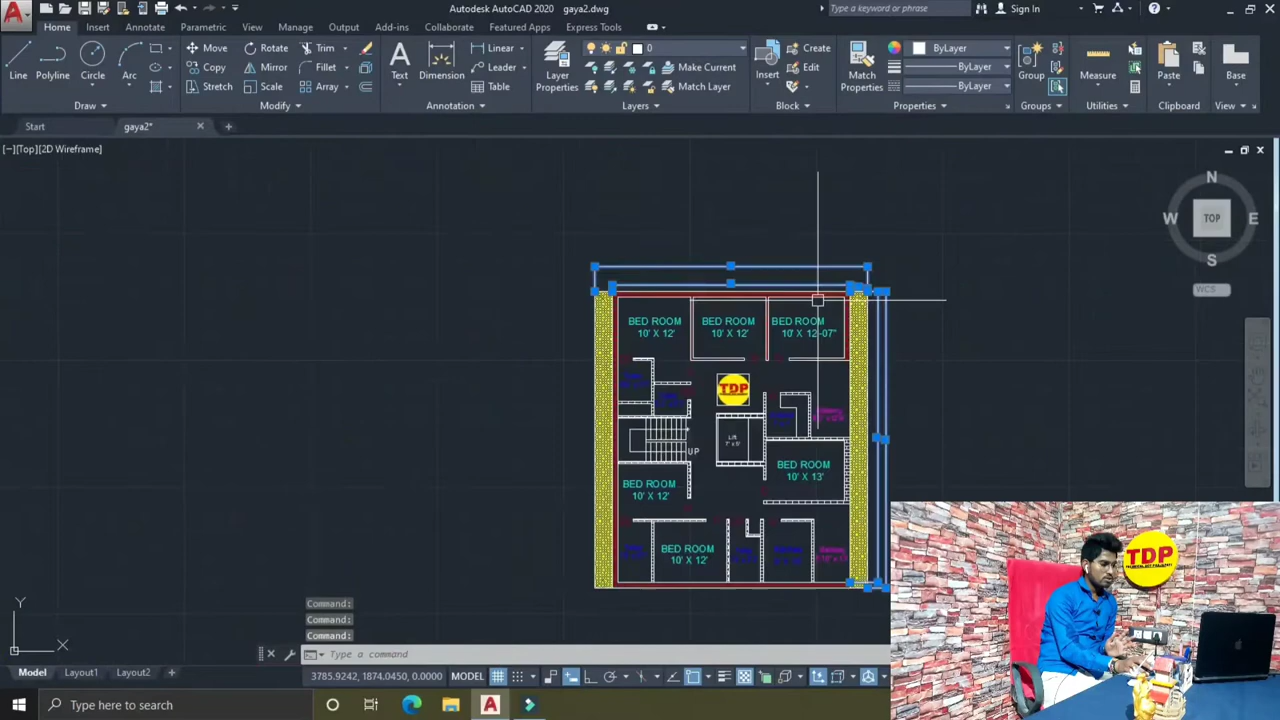 Autodesk AutoCAD 2020 gaya2.dwg
Type a keyword or phrase
Sign In
Home Insert Annotate Parametric View Manage Output Collaborate Express Tools Featured Apps
Line Polyline Circle Arc
Move Rotate Trim
Copy Mirror Fillet
Stretch Scale Array
Text Dimension
Linear
Leader
Table
Layer
Properties
0
Make Current
Match Layer
Insert
Create
Edit
Match
Properties
ByLayer
ByLayer
ByLayer
Group
Measure
Paste
Base
Draw Modify Annotation Layers Block Properties Groups Utilities Clipboard View
Start gaya2*
[−][Top][2D Wireframe]
N
W TOP E
S
WCS
BED ROOM
10' X 12'
BED ROOM
10' X 12'
BED ROOM
10' X 12'-07"
TDP
UP
BED ROOM
10' X 13'
BED ROOM
10' X 12'
BED ROOM
10' X 12'
TDP
Y
X
Command:
Command:
Command:
Type a command
Model Layout1 Layout2
3785.9242, 1874.0450, 0.0000 MODEL
Type here to search